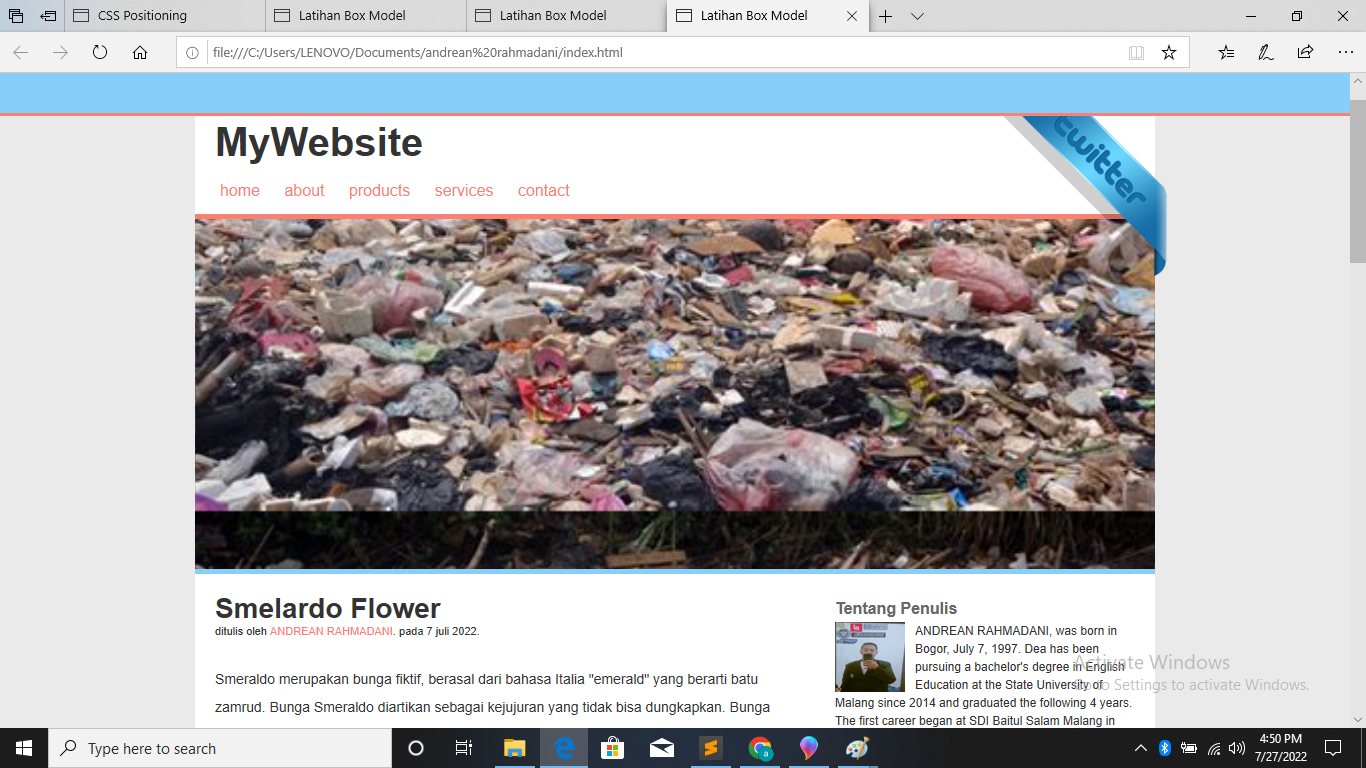 CSS Positioning
Latihan Box Model
Latihan Box Model
Latihan Box Model
file:///C:/Users/LENOVO/Documents/andrean%20rahmadani/index.html
MyWebsite
twitter
home about products services contact
Smelardo Flower
ditulis oleh ANDREAN RAHMADANI. pada 7 juli 2022.
Smeraldo merupakan bunga fiktif, berasal dari bahasa Italia "emerald" yang berarti batu
zamrud. Bunga Smeraldo diartikan sebagai kejujuran yang tidak bisa dungkapkan. Bunga
Tentang Penulis
ANDREAN RAHMADANI, was born in
Bogor, July 7, 1997. Dea has been
pursuing a bachelor's degree in English
Education at the State University of
Malang since 2014 and graduated the following 4 years.
The first career began at SDI Baitul Salam Malang in
Activate Windows
Go to Settings to activate Windows.
Type here to search
4:50 PM
7/27/2022